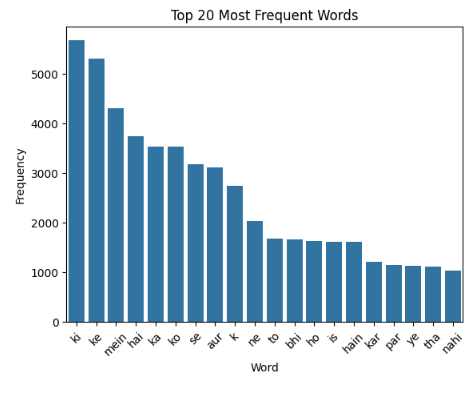 Top 20 Most Frequent Words
Frequency
5000
4000
3000
2000
1000
0
ki ke mein hai ka ko se aur k ne to bhi ho is hain kar par ye tha nahi
Word